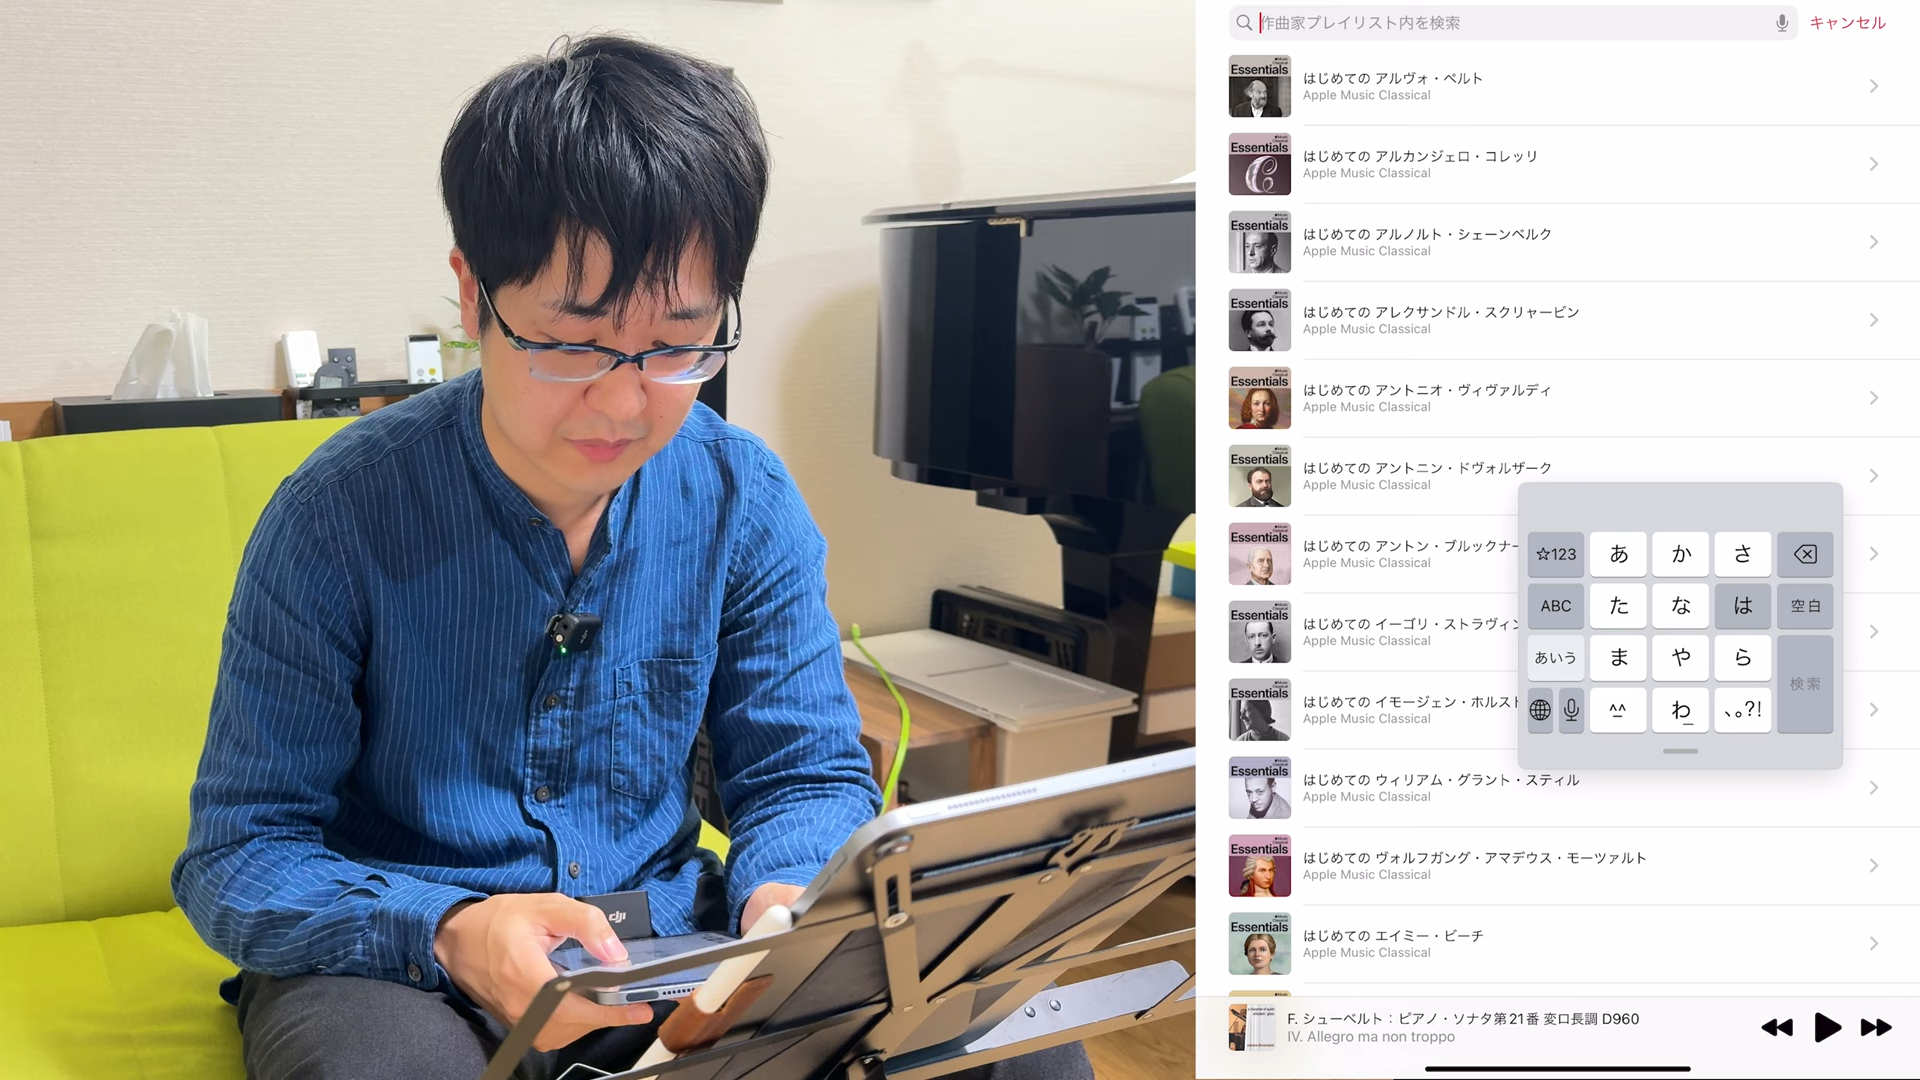 作曲家プレイリスト内を検索
キャンセル
Essentials
はじめての アルヴォ・ペルト
Apple Music Classical
Essentials
はじめての アルカンジェロ・コレッリ
Apple Music Classical
Essentials
はじめての アルノルト・シェーンベルク
Apple Music Classical
Essentials
はじめての アレクサンドル・スクリャービン
Apple Music Classical
Essentials
はじめての アントニオ・ヴィヴァルディ
Apple Music Classical
Essentials
はじめての アントニン・ドヴォルザーク
Apple Music Classical
Essentials
はじめての アントン・ブルックナー
Apple Music Classical
Essentials
はじめての イーゴリ・ストラヴィン
Apple Music Classical
Essentials
はじめての イモージェン・ホルスト
Apple Music Classical
Essentials
はじめての ウィリアム・グラント・スティル
Apple Music Classical
Essentials
はじめての ヴォルフガング・アマデウス・モーツァルト
Apple Music Classical
Essentials
はじめての エイミー・ビーチ
Apple Music Classical
☆123 あ か さ
ABC た な は 空白
あいう ま や ら 検索
^^ わ 、。?!
F. シューベルト：ピアノ・ソナタ第21番 変ロ長調 D960
IV. Allegro ma non troppo
dji